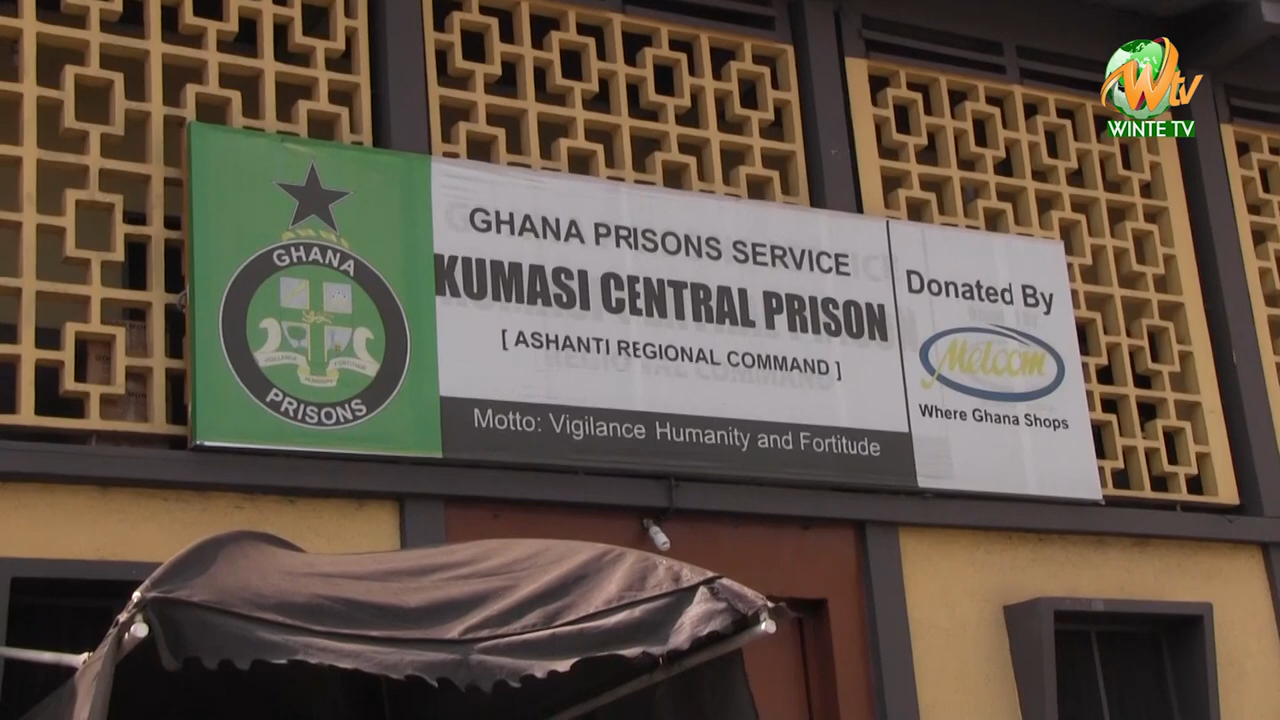 Wtv
WINTE TV
GHANA
VIGILANCE
HUMANITY
FORTITUDE
PRISONS
GHANA PRISONS SERVICE
KUMASI CENTRAL PRISON
[ ASHANTI REGIONAL COMMAND ]
Motto: Vigilance Humanity and Fortitude
Donated By
Melcom
Where Ghana Shops